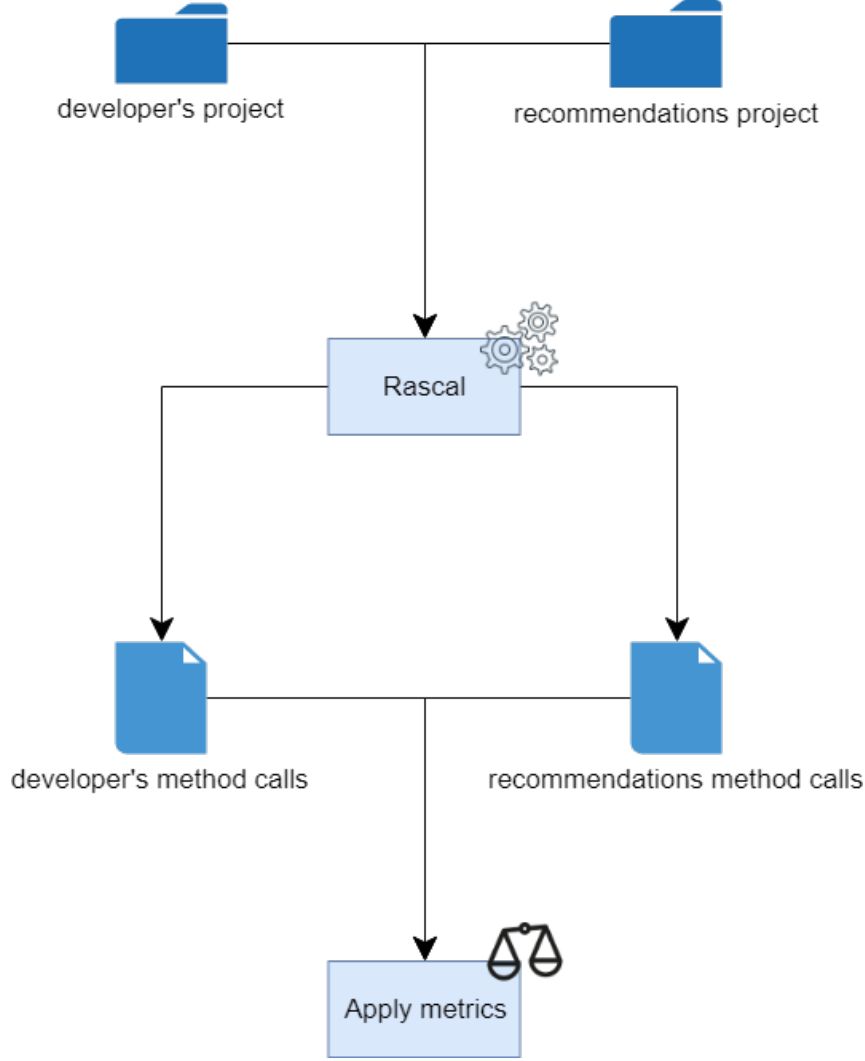 developer's project
recommendations project
Rascal
developer's method calls
recommendations method calls
Apply metrics